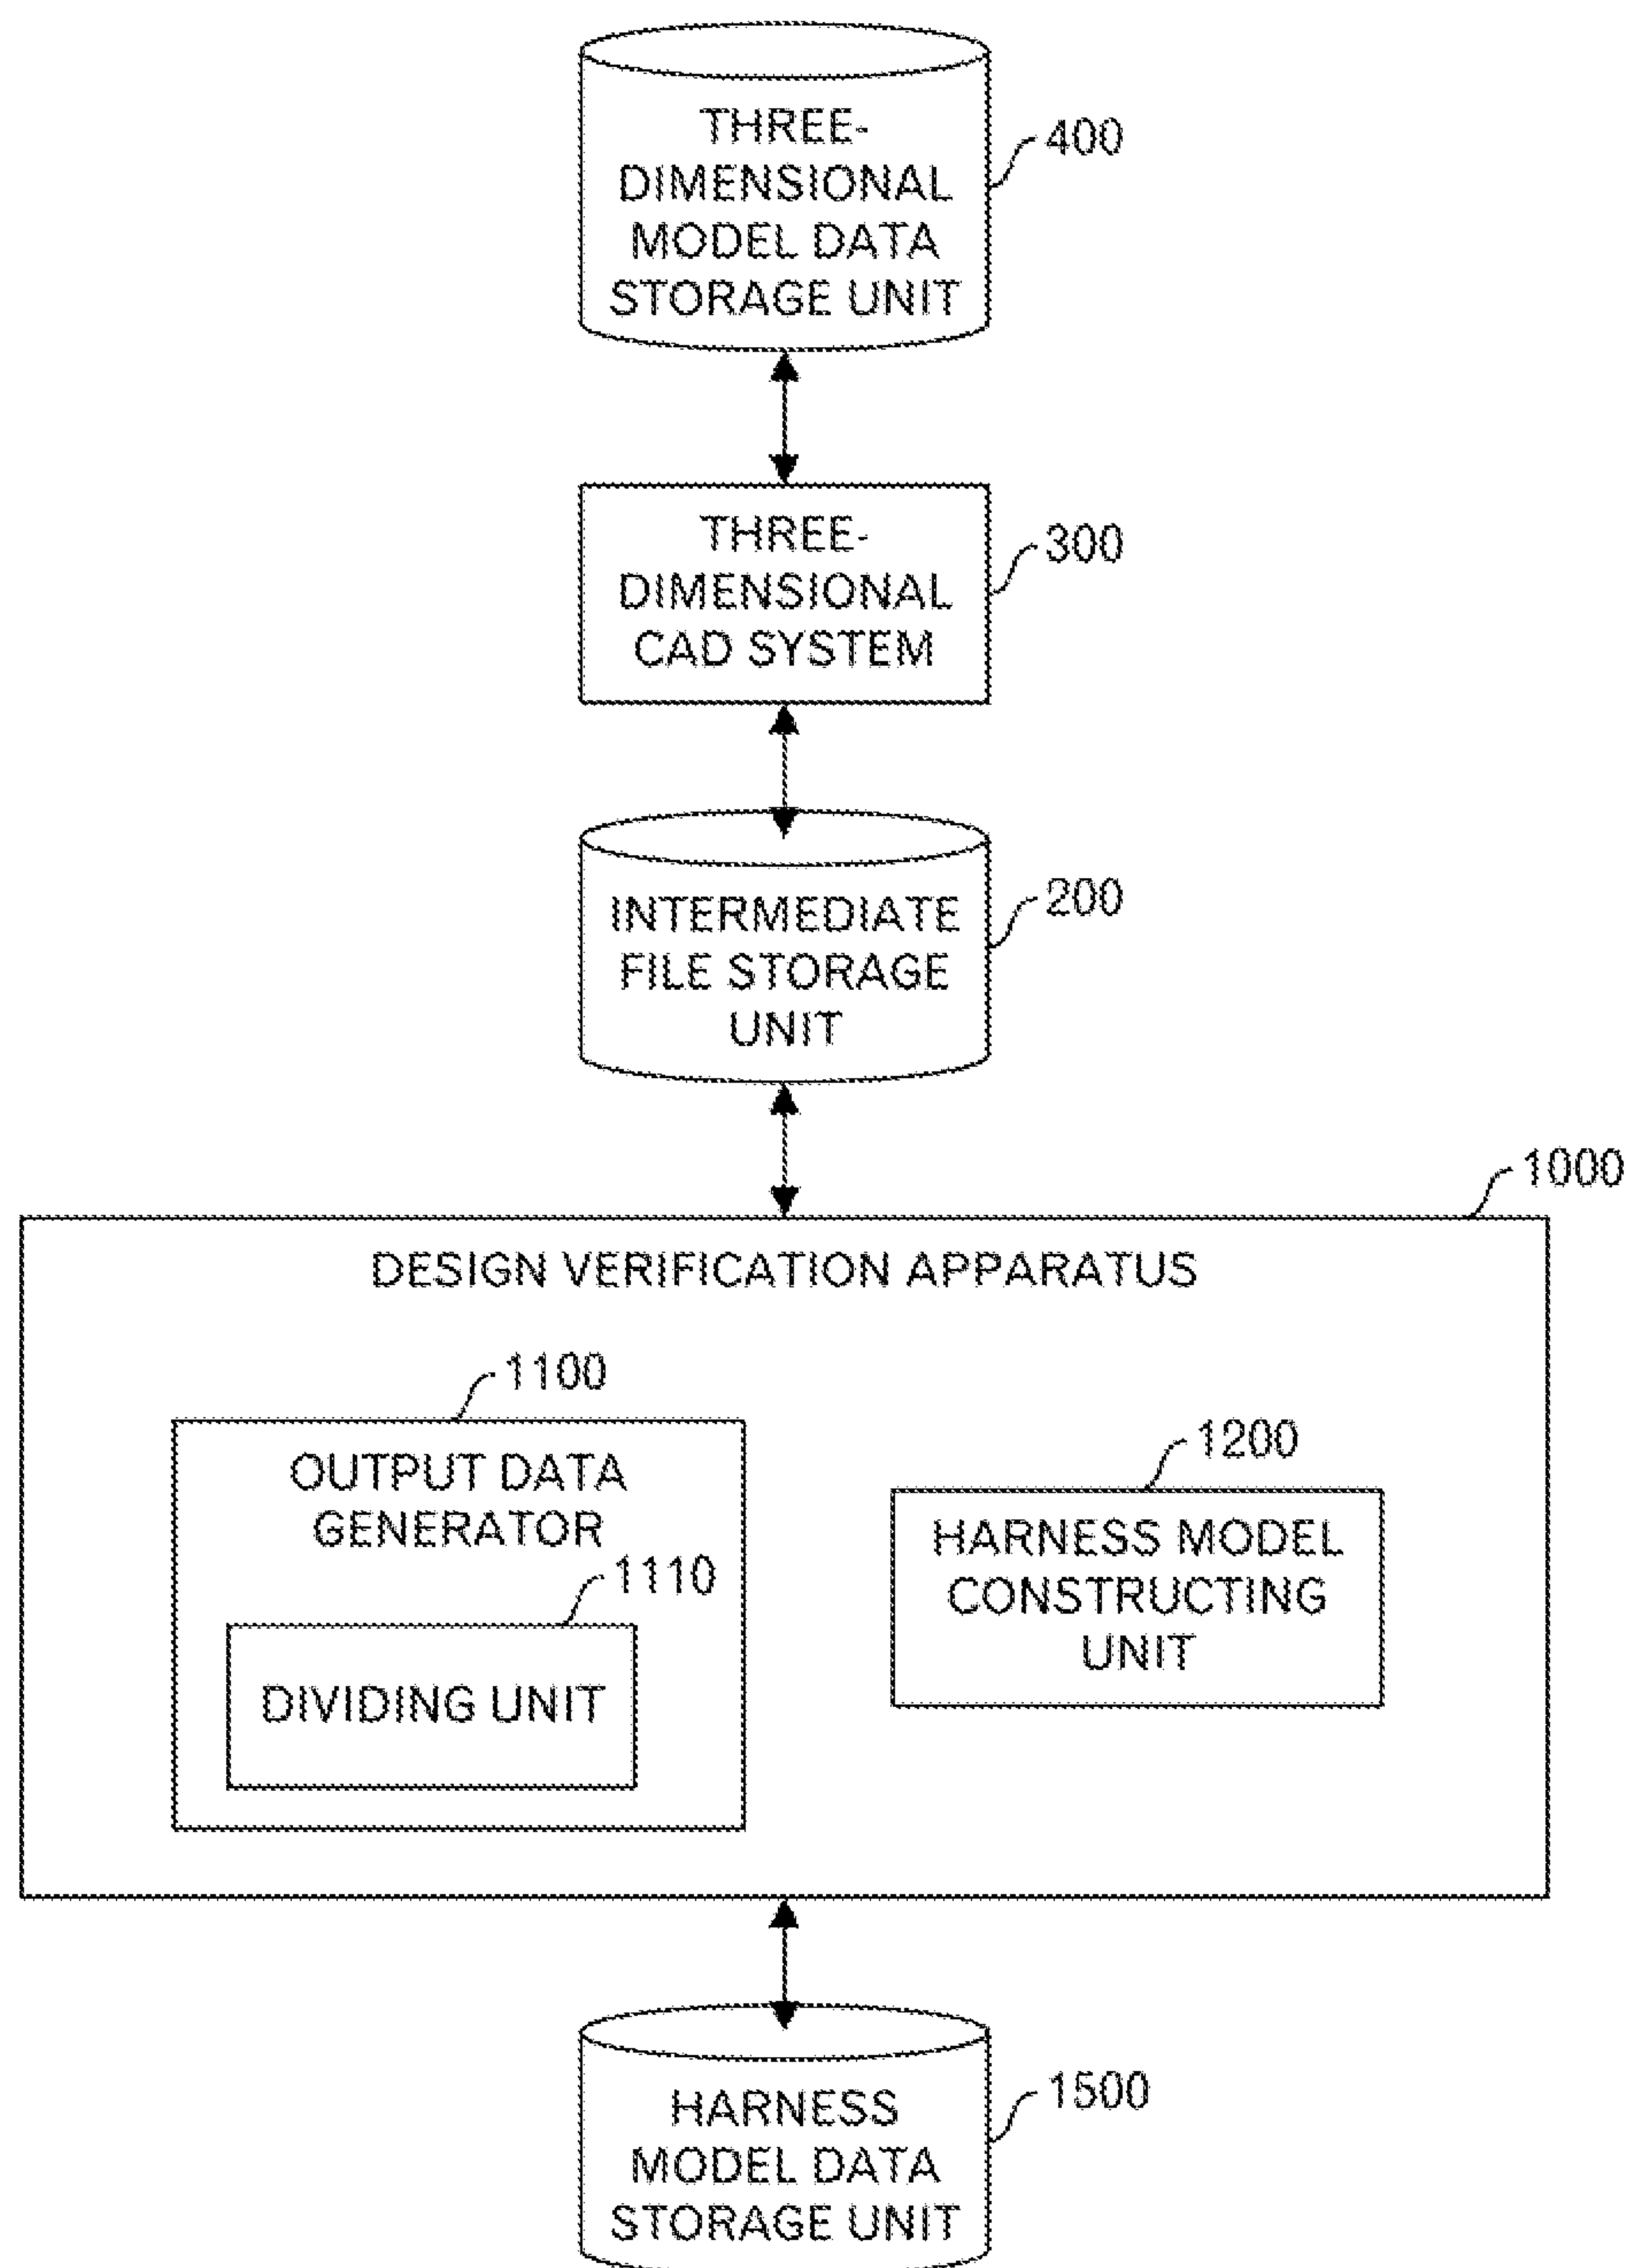 THREE-
DIMENSIONAL
MODEL DATA
STORAGE UNIT
400
THREE-
DIMENSIONAL
CAD SYSTEM
300
INTERMEDIATE
FILE STORAGE
UNIT
200
1000
DESIGN VERIFICATION APPARATUS
1100
OUTPUT DATA
GENERATOR
1110
DIVIDING UNIT
1200
HARNESS MODEL
CONSTRUCTING
UNIT
HARNESS
MODEL DATA
STORAGE UNIT
1500